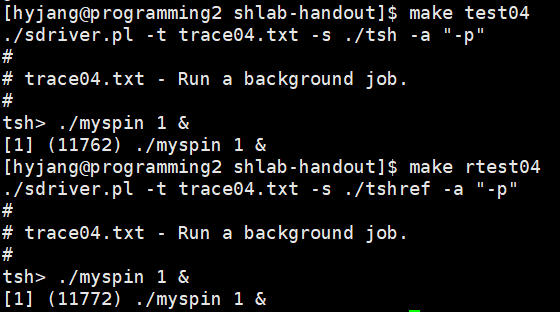 [hyjang@programming2 shlab-handout]$ make test04
./sdriver.pl -t trace04.txt -s ./tsh -a "-p"
#
# trace04.txt - Run a background job.
#
tsh> ./myspin 1 &
[1] (11762) ./myspin 1 &
[hyjang@programming2 shlab-handout]$ make rtest04
./sdriver.pl -t trace04.txt -s ./tshref -a "-p"
#
# trace04.txt - Run a background job.
#
tsh> ./myspin 1 &
[1] (11772) ./myspin 1 &